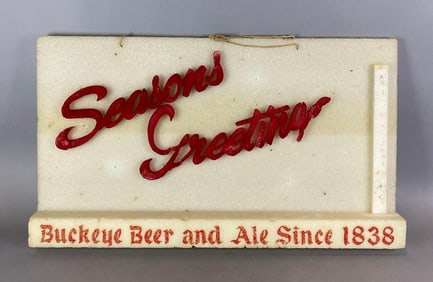 Seasons
Greetings
Buckeye Beer and Ale Since 1838